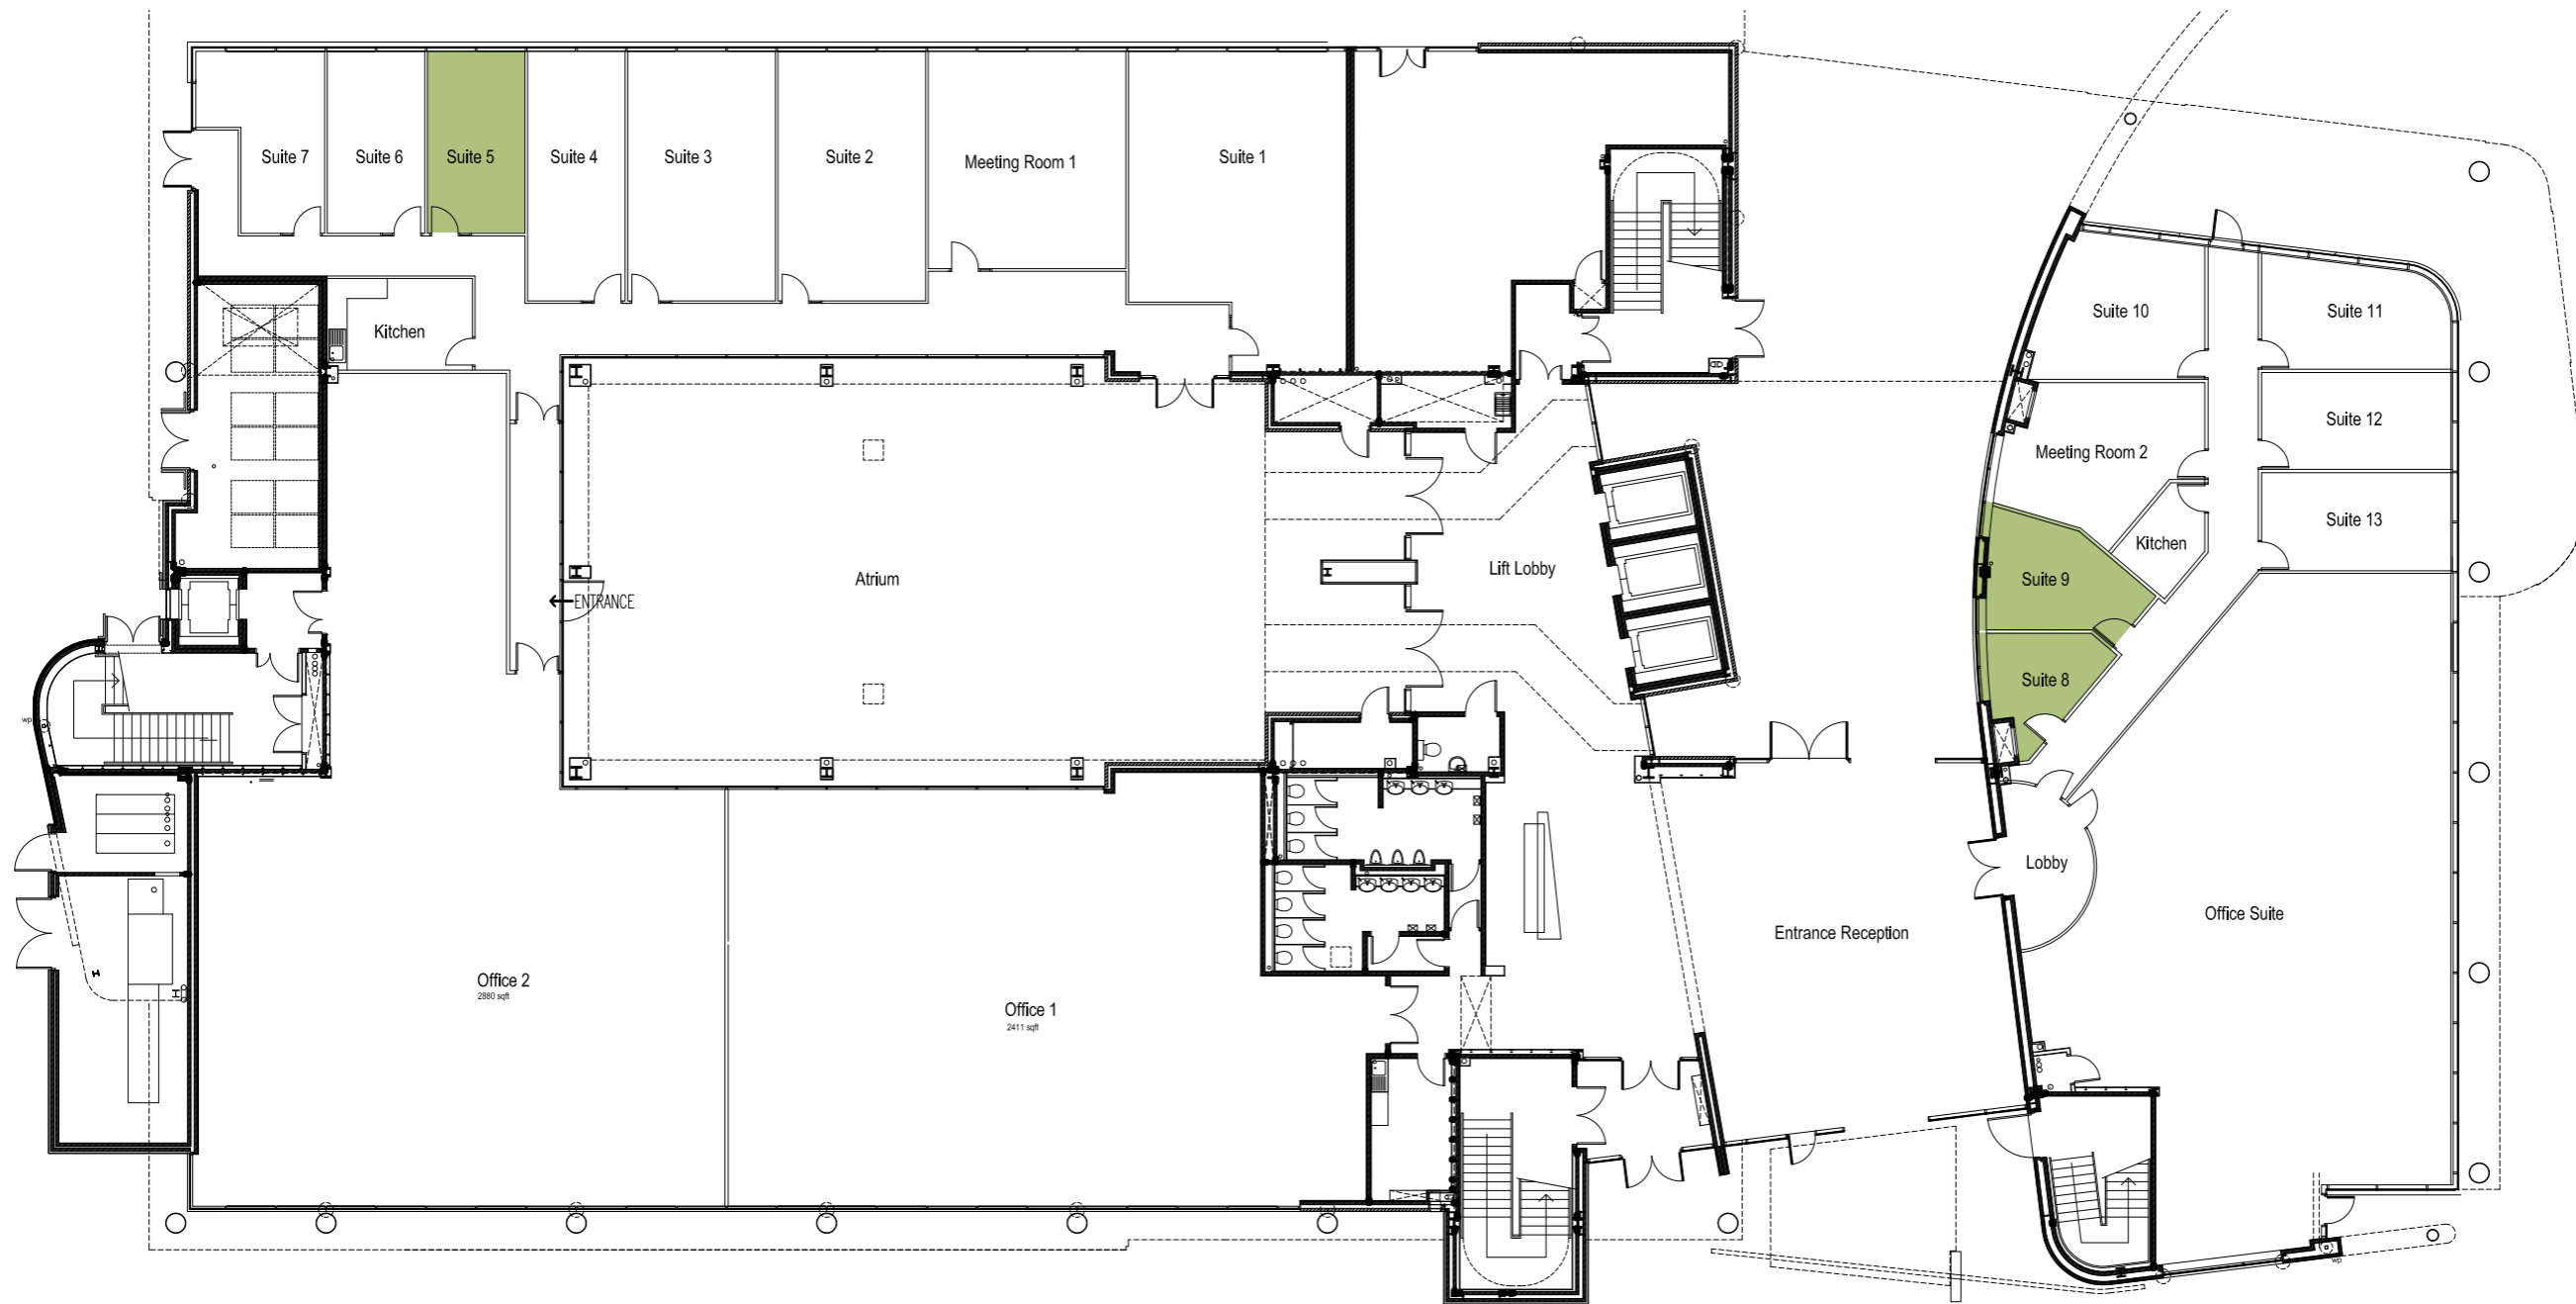 Suite 7
Suite 6
Suite 5
Suite 4
Suite 3
Suite 2
Meeting Room 1
Suite 1
Kitchen
Suite 10
Suite 11
Suite 12
Meeting Room 2
Suite 13
Kitchen
Atrium
Lift Lobby
Suite 9
ENTRANCE
Suite 8
wp
Lobby
Office Suite
Entrance Reception
Office 2
2880 sqft
Office 1
2411 sqft
wp